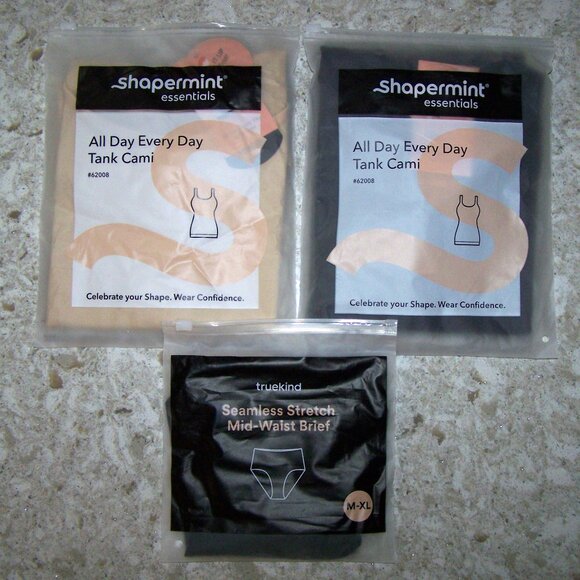 shapermint®
essentials
All Day Every Day
Tank Cami
#62008
Celebrate your Shape. Wear Confidence.
shapermint®
essentials
All Day Every Day
Tank Cami
#62008
Celebrate your Shape. Wear Confidence.
truekind
Seamless Stretch
Mid-Waist Brief
M-XL